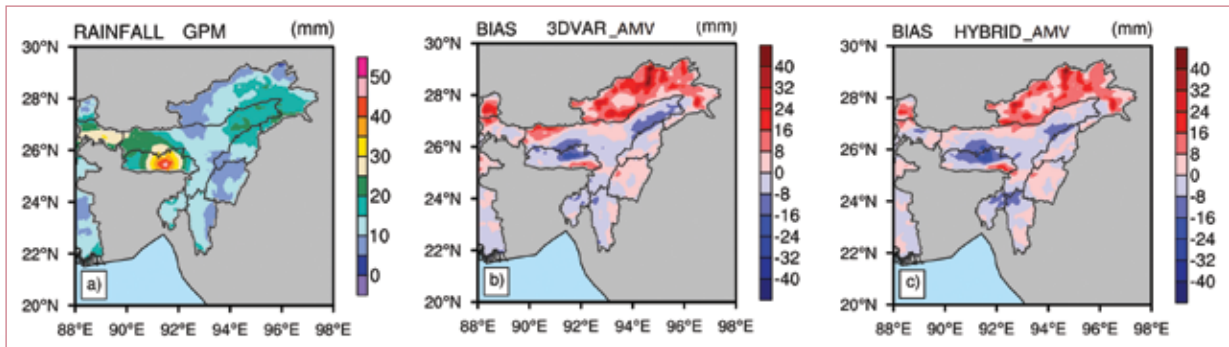 RAINFALL GPM (mm)
30°N
28°N
26°N
24°N
22°N
20°N
88°E 90°E 92°E 94°E 96°E 98°E
50
40
30
20
10
0
a)
BIAS 3DVAR_AMV (mm)
30°N
28°N
26°N
24°N
22°N
20°N
88°E 90°E 92°E 94°E 96°E 98°E
40
32
24
16
8
0
-8
-16
-24
-32
-40
b)
BIAS HYBRID_AMV (mm)
30°N
28°N
26°N
24°N
22°N
20°N
88°E 90°E 92°E 94°E 96°E 98°E
40
32
24
16
8
0
-8
-16
-24
-32
-40
c)